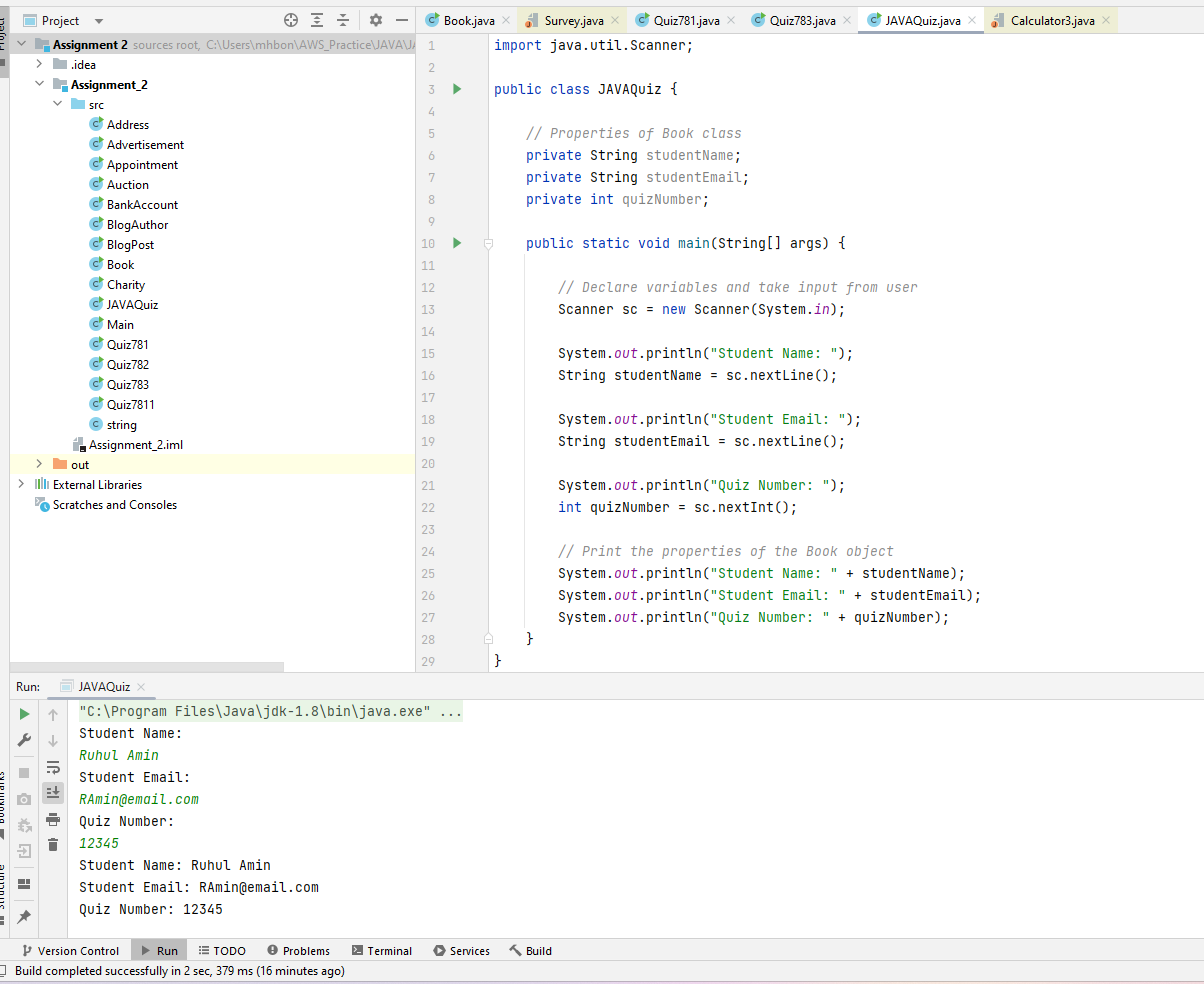 Project
Assignment 2 sources root, C:\Users\mhbon\AWS_Practice\JAVA\JA
.idea
Assignment_2
src
Address
Advertisement
Appointment
Auction
BankAccount
BlogAuthor
BlogPost
Book
Charity
JAVAQuiz
Main
Quiz781
Quiz782
Quiz783
Quiz7811
string
Assignment_2.iml
out
External Libraries
Scratches and Consoles
Book.java Survey.java Quiz781.java Quiz783.java JAVAQuiz.java Calculator3.java
1 import java.util.Scanner;
2
3 public class JAVAQuiz {
4
5 // Properties of Book class
6 private String studentName;
7 private String studentEmail;
8 private int quizNumber;
9
10 public static void main(String[] args) {
11
12 // Declare variables and take input from user
13 Scanner sc = new Scanner(System.in);
14
15 System.out.println("Student Name: ");
16 String studentName = sc.nextLine();
17
18 System.out.println("Student Email: ");
19 String studentEmail = sc.nextLine();
20
21 System.out.println("Quiz Number: ");
22 int quizNumber = sc.nextInt();
23
24 // Print the properties of the Book object
25 System.out.println("Student Name: " + studentName);
26 System.out.println("Student Email: " + studentEmail);
27 System.out.println("Quiz Number: " + quizNumber);
28 }
29 }
Run: JAVAQuiz
"C:\Program Files\Java\jdk-1.8\bin\java.exe" ...
Student Name:
Ruhul Amin
Student Email:
RAmin@email.com
Quiz Number:
12345
Student Name: Ruhul Amin
Student Email: RAmin@email.com
Quiz Number: 12345
Version Control Run TODO Problems Terminal Services Build
Build completed successfully in 2 sec, 379 ms (16 minutes ago)